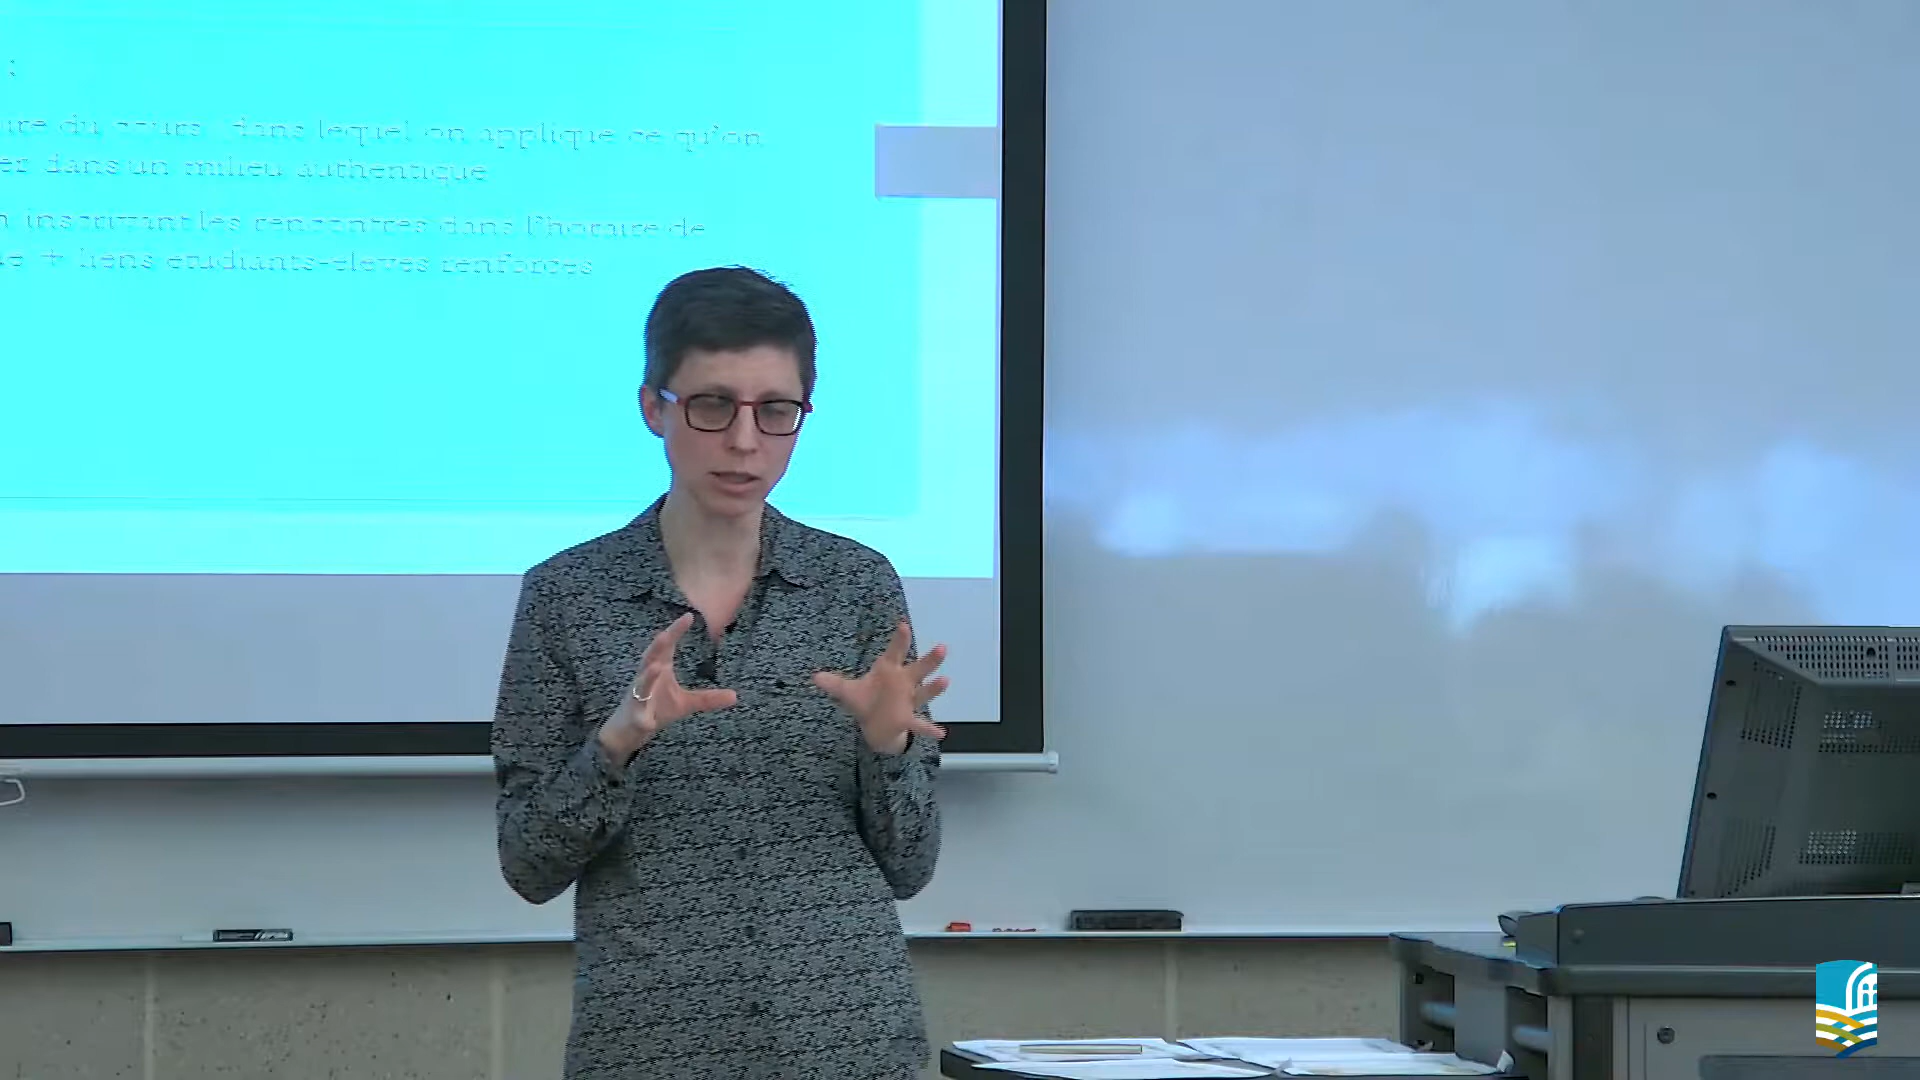 :
ure du cours (dans lequel on applique ce qu'on
er dans un milieu authentique
n inscrivant les rencontres dans l'horaire de
e + liens étudiants-élèves renforcés